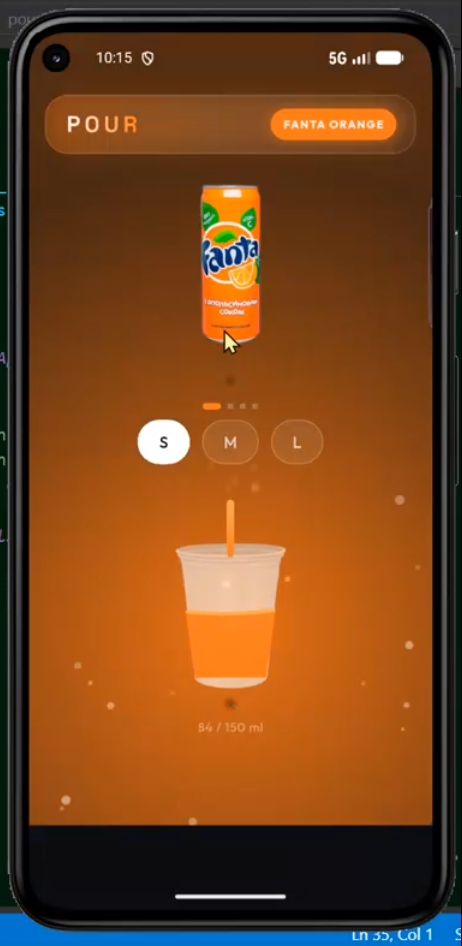 10:15
5G
POUR
FANTA ORANGE
Fanta
S
M
L
84 / 150 ml
Ln 35, Col 1